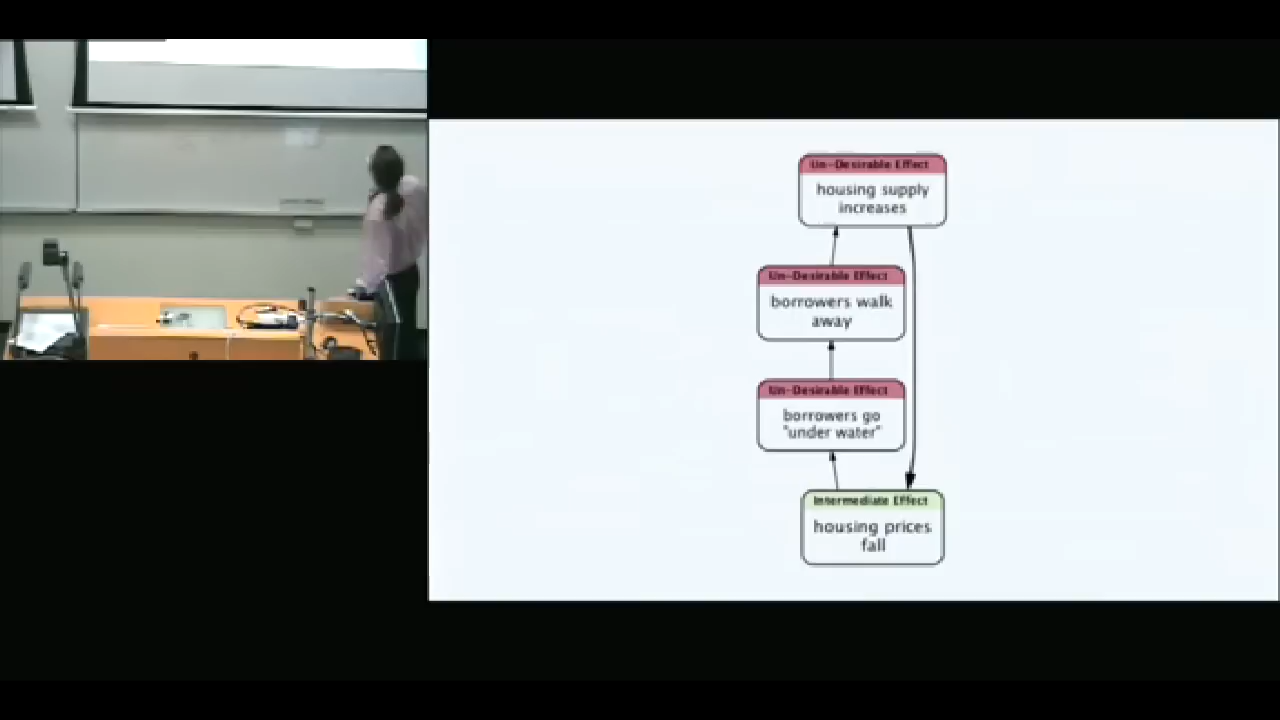 Un-Desirable Effect
housing supply
increases
Un-Desirable Effect
borrowers walk
away
Un-Desirable Effect
borrowers go
"under water"
Intermediate Effect
housing prices
fall